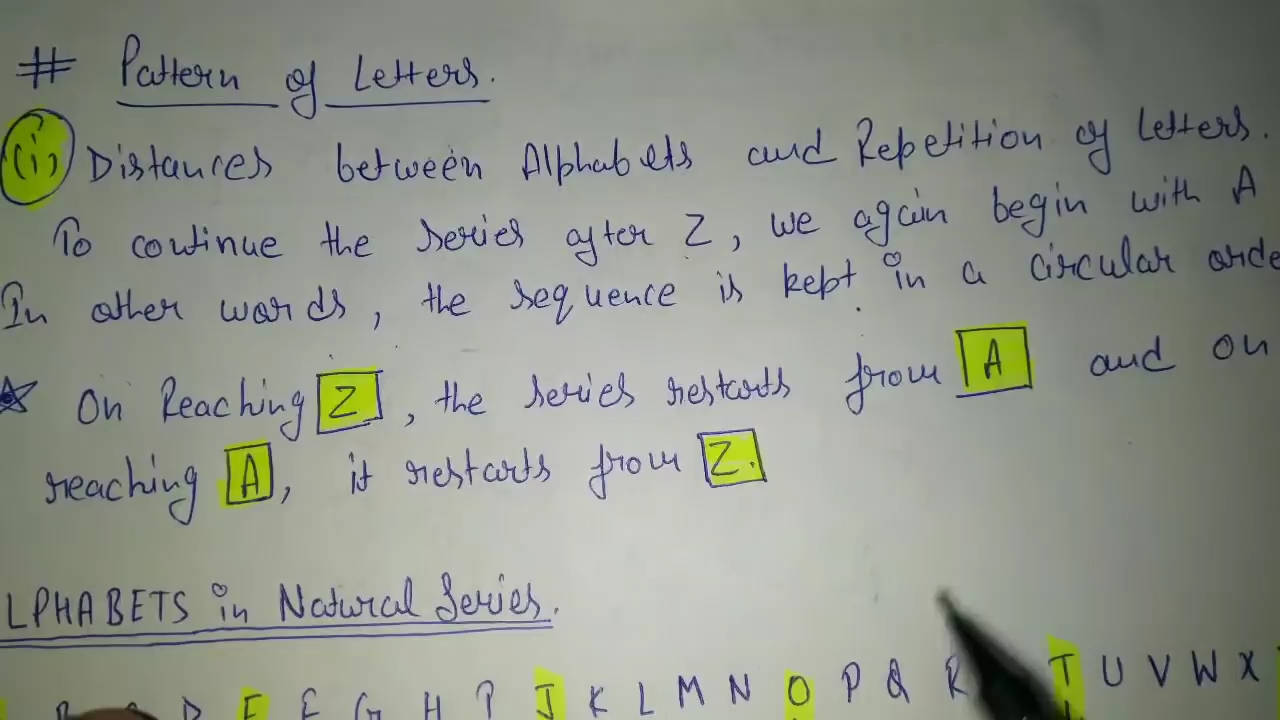 # Pattern of Letters.
(i) Distances between Alphabets and Repetition of letters.
To continue the series after Z, we again begin with A
In other words, the sequence is kept in a circular orde
On Reaching Z, the series restarts from A and on
reaching A, it restarts from Z.
LPHABETS in Natural Series.
D E F G H I J K L M N O P Q R T U V W X